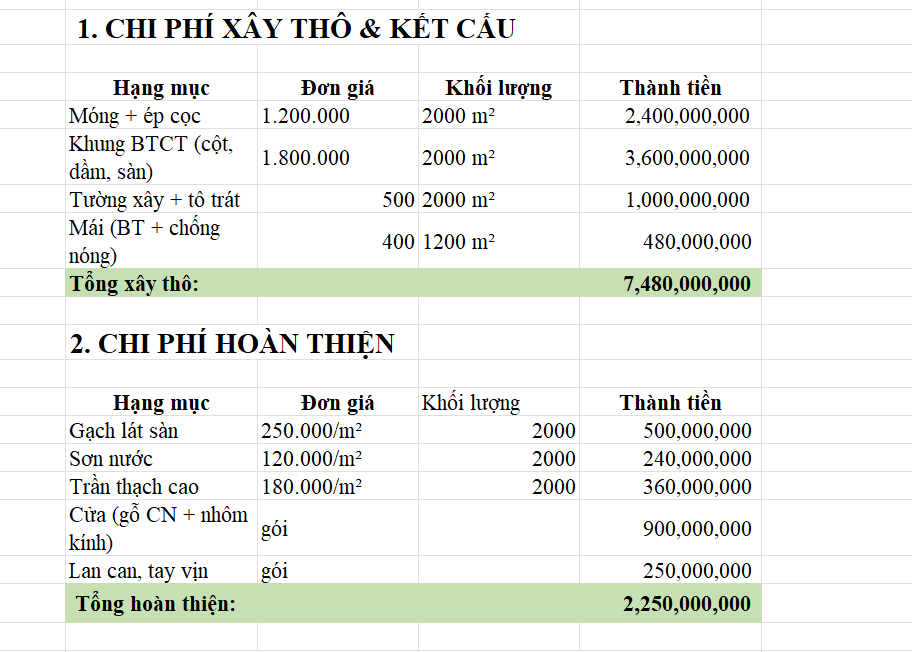 1. CHI PHÍ XÂY THÔ & KẾT CẤU
Hạng mục Đơn giá Khối lượng Thành tiền
Móng + ép cọc 1.200.000 2000 m² 2,400,000,000
Khung BTCT (cột,
dầm, sàn) 1.800.000 2000 m² 3,600,000,000
Tường xây + tô trát 500 2000 m² 1,000,000,000
Mái (BT + chống
nóng) 400 1200 m² 480,000,000
Tổng xây thô: 7,480,000,000
2. CHI PHÍ HOÀN THIỆN
Hạng mục Đơn giá Khối lượng Thành tiền
Gạch lát sàn 250.000/m² 2000 500,000,000
Sơn nước 120.000/m² 2000 240,000,000
Trần thạch cao 180.000/m² 2000 360,000,000
Cửa (gỗ CN + nhôm
kính) gói 900,000,000
Lan can, tay vịn gói 250,000,000
Tổng hoàn thiện: 2,250,000,000